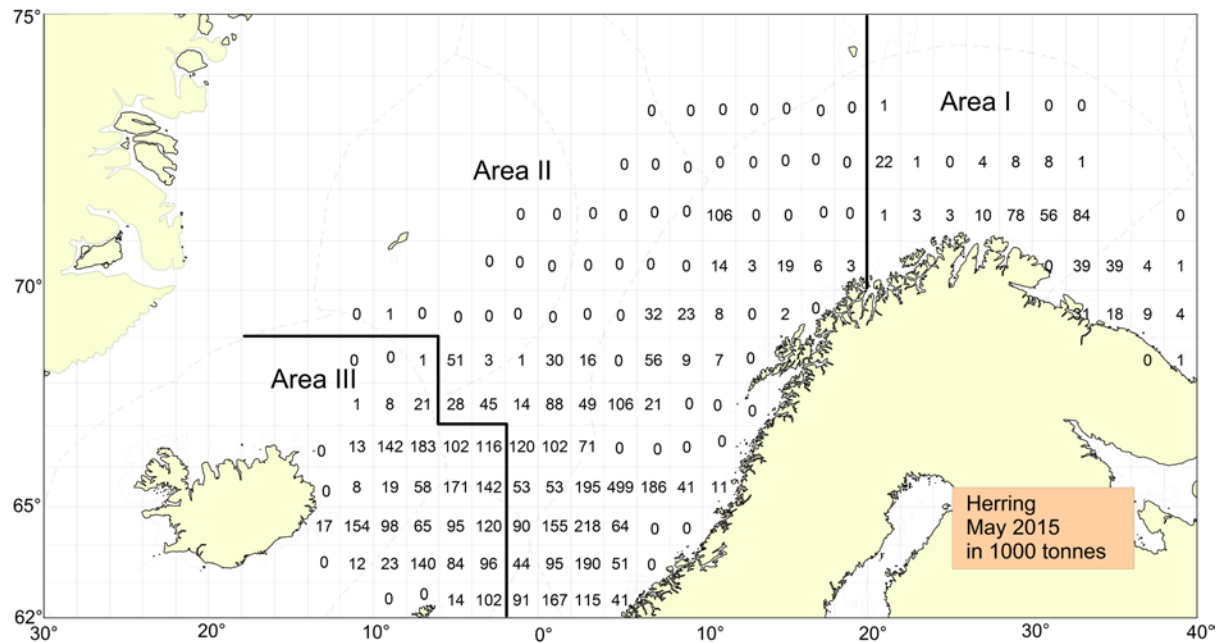 75°
0 0 0 0 0 0 0 1 Area I 0 0
Area II 0 0 0 0 0 0 0 0 22 1 0 4 8 8 1
0 0 0 0 0 0 106 0 0 0 0 1 3 3 10 78 56 84 0
70° 0 0 0 0 0 0 0 14 3 19 6 3 0 39 39 4 1
0 1 0 0 0 0 0 0 0 32 23 8 0 2 0 31 18 9 4
0 0 1 51 3 1 30 16 0 56 9 7 0 0 1
Area III
1 8 21 28 45 14 88 49 106 21 0 0 0
0 13 142 183 102 116 120 102 71 0 0 0 0
0 8 19 58 171 142 53 53 195 499 186 41 11
65°
17 154 98 65 95 120 90 155 218 64 0 0
0 12 23 140 84 96 44 95 190 51 0 0
0 0 14 102 91 167 115 41
Herring
May 2015
in 1000 tonnes
62°
30° 20° 10° 0° 10° 20° 30° 40°